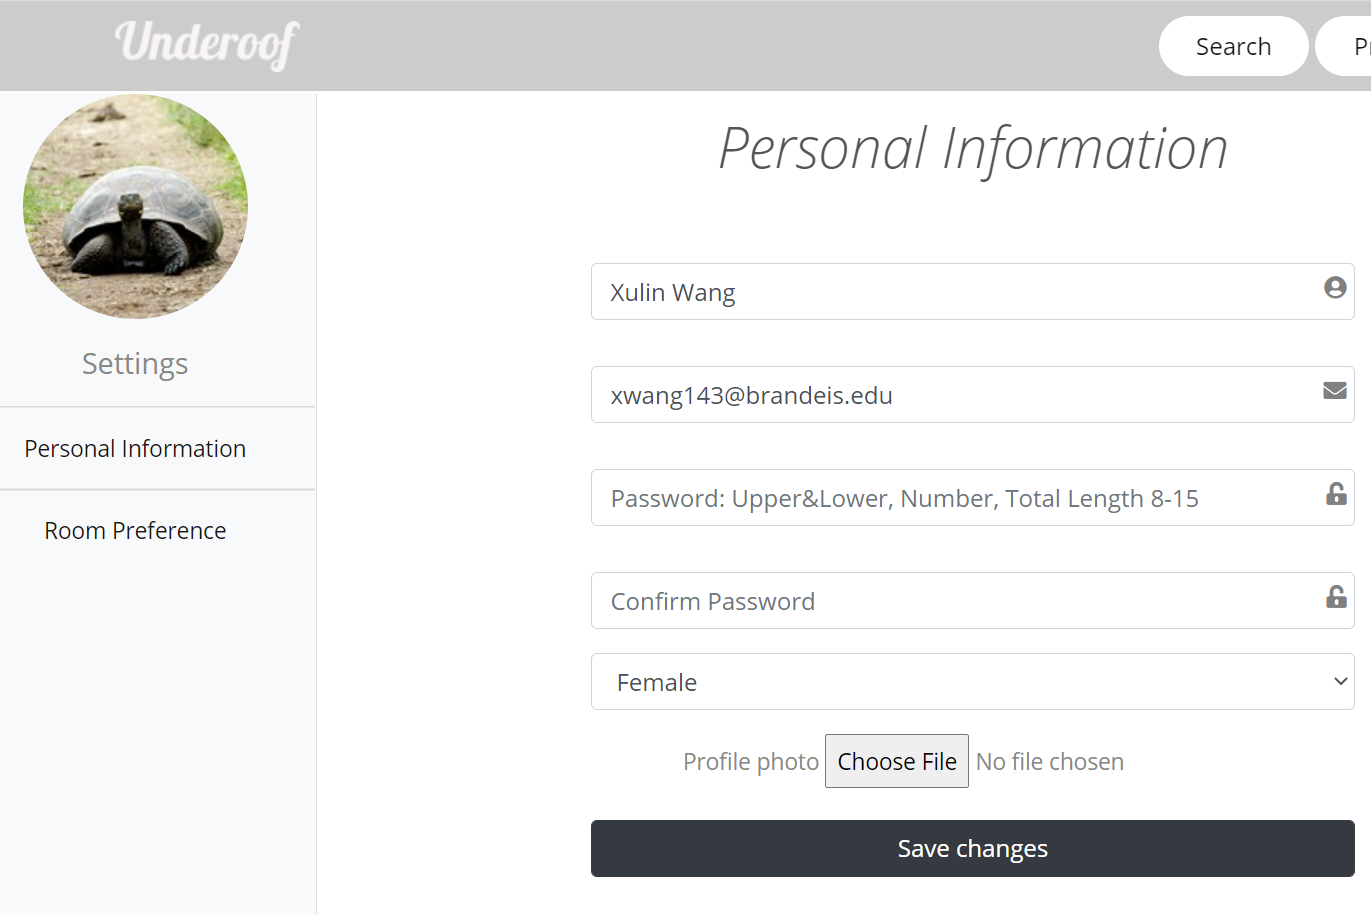 Underoof
Search
Settings
Personal Information
Room Preference
Personal Information
Xulin Wang
xwang143@brandeis.edu
Password: Upper&Lower, Number, Total Length 8-15
Confirm Password
Female
Profile photo Choose File No file chosen
Save changes